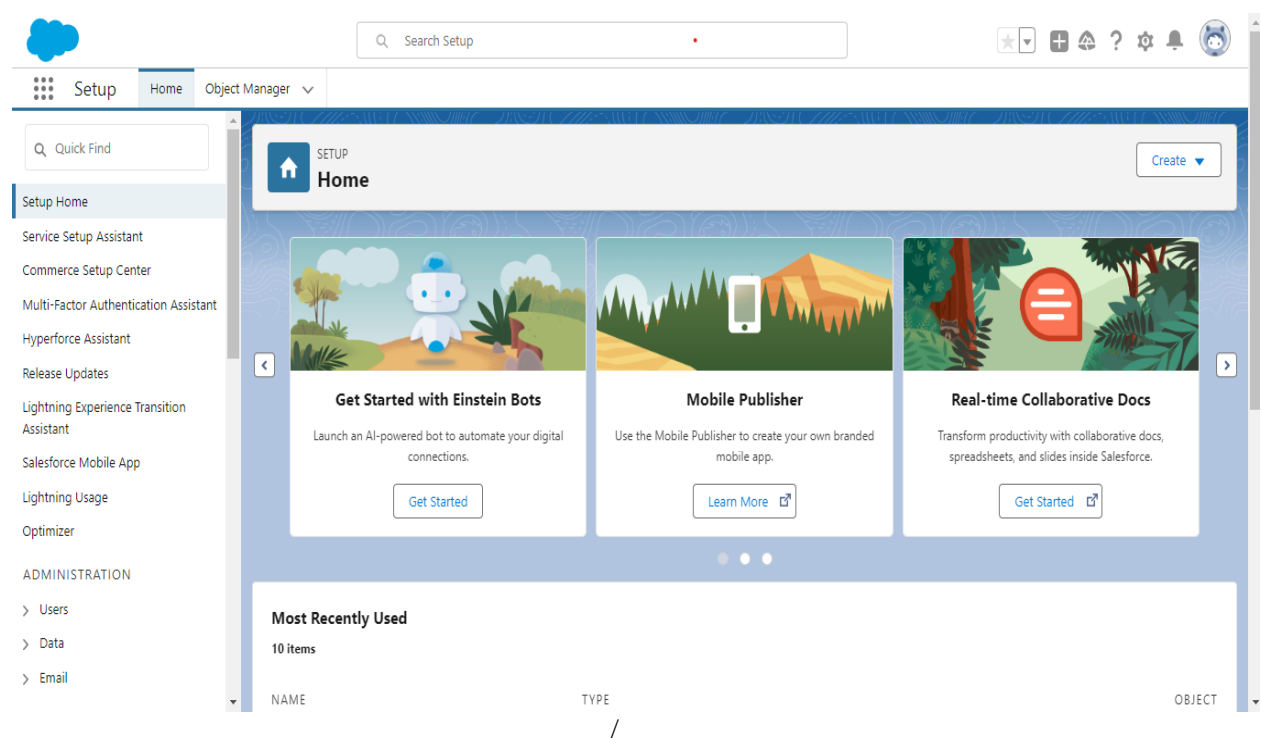 Search Setup
Setup
Home
Object Manager
Quick Find
Setup Home
Service Setup Assistant
Commerce Setup Center
Multi-Factor Authentication Assistant
Hyperforce Assistant
Release Updates
Lightning Experience Transition
Assistant
Salesforce Mobile App
Lightning Usage
Optimizer
ADMINISTRATION
Users
Data
Email
SETUP
Home
Create
Get Started with Einstein Bots
Launch an AI-powered bot to automate your digital
connections.
Get Started
Mobile Publisher
Use the Mobile Publisher to create your own branded
mobile app.
Learn More
Real-time Collaborative Docs
Transform productivity with collaborative docs,
spreadsheets, and slides inside Salesforce.
Get Started
Most Recently Used
10 items
NAME
TYPE
OBJECT
/